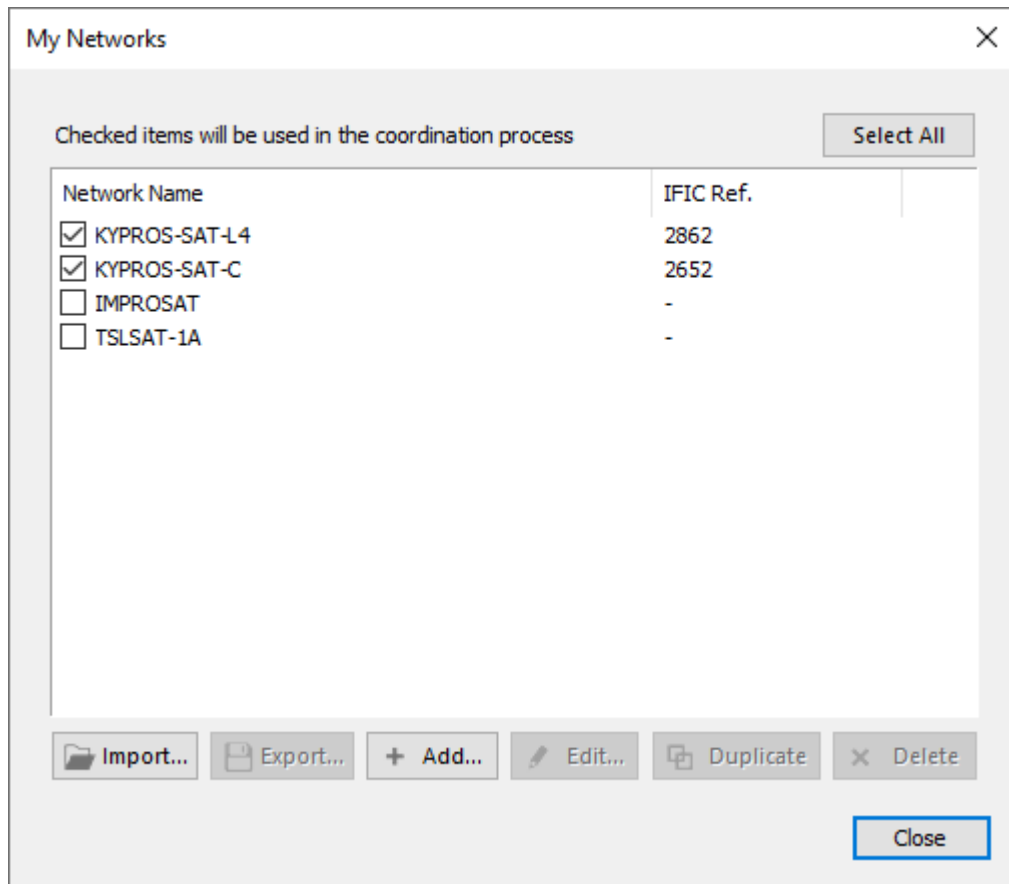 My Networks
Checked items will be used in the coordination process Select All
Network Name IFIC Ref.
KYPROS-SAT-L4 2862
KYPROS-SAT-C 2652
IMPROSAT -
TSLSAT-1A -
Import... Export... + Add... Edit... Duplicate Delete
Close